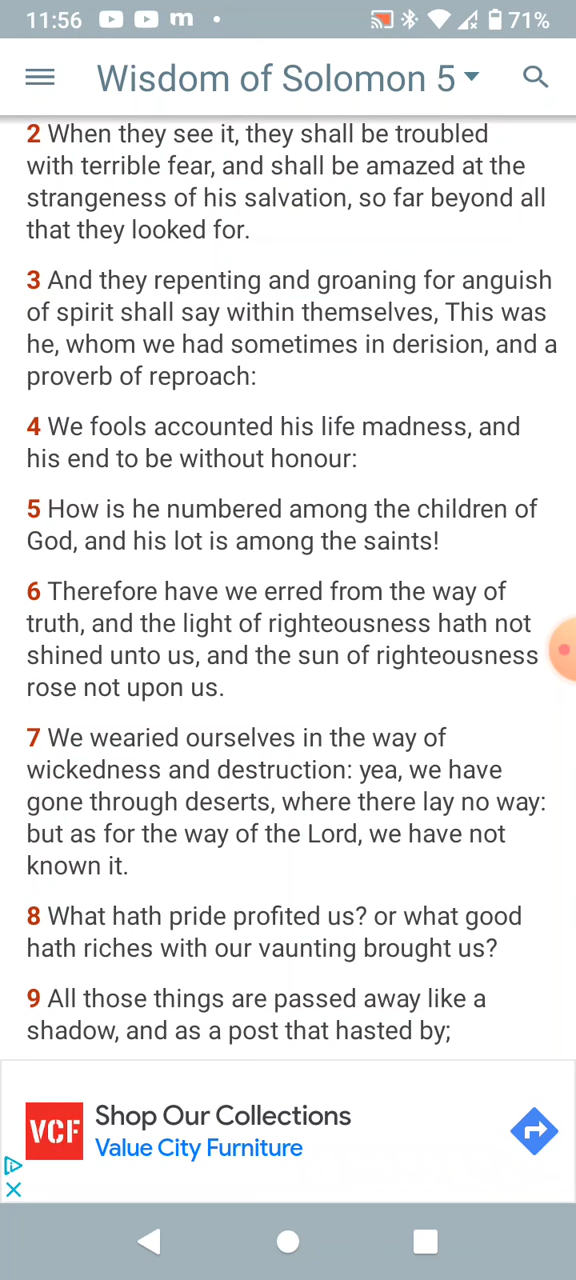 11:56
m
71%
Wisdom of Solomon 5
2 When they see it, they shall be troubled
with terrible fear, and shall be amazed at the
strangeness of his salvation, so far beyond all
that they looked for.
3 And they repenting and groaning for anguish
of spirit shall say within themselves, This was
he, whom we had sometimes in derision, and a
proverb of reproach:
4 We fools accounted his life madness, and
his end to be without honour:
5 How is he numbered among the children of
God, and his lot is among the saints!
6 Therefore have we erred from the way of
truth, and the light of righteousness hath not
shined unto us, and the sun of righteousness
rose not upon us.
7 We wearied ourselves in the way of
wickedness and destruction: yea, we have
gone through deserts, where there lay no way:
but as for the way of the Lord, we have not
known it.
8 What hath pride profited us? or what good
hath riches with our vaunting brought us?
9 All those things are passed away like a
shadow, and as a post that hasted by;
VCF
Shop Our Collections
Value City Furniture